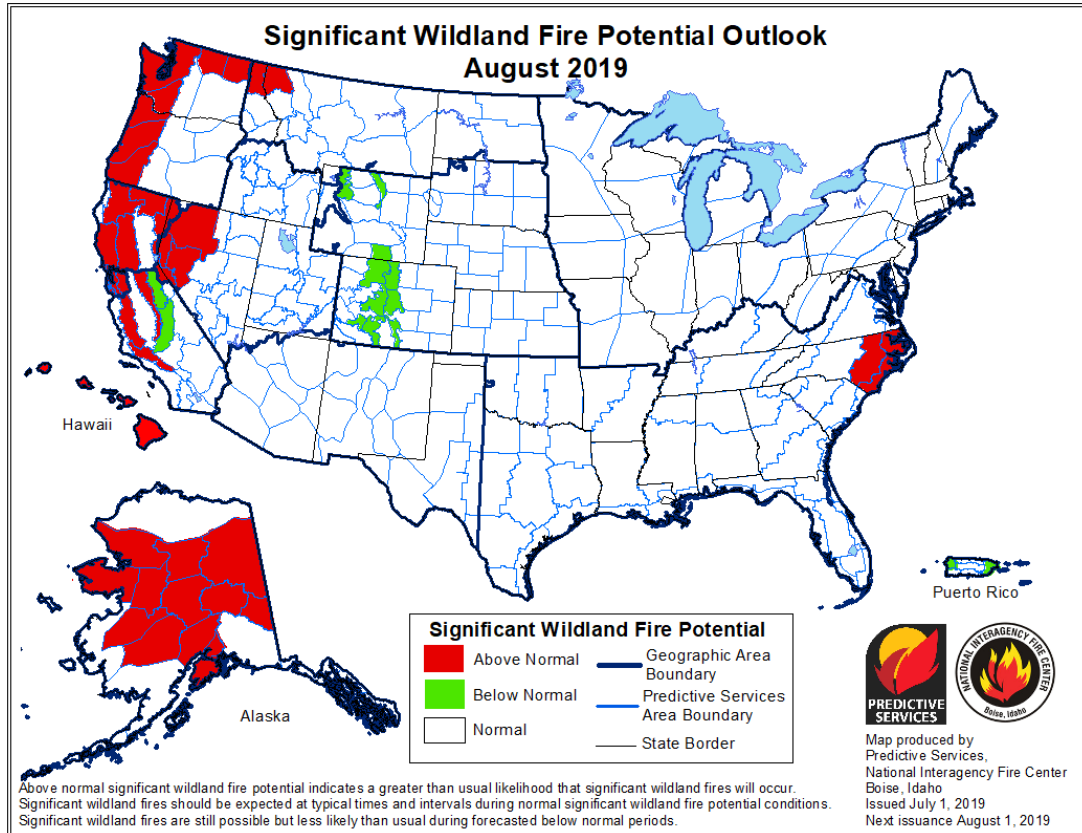 Significant Wildland Fire Potential Outlook
August 2019
Hawaii
Alaska
Puerto Rico
Significant Wildland Fire Potential
Above Normal
Below Normal
Normal
Geographic Area
Boundary
Predictive Services
Area Boundary
State Border
PREDICTIVE
SERVICES
NATIONAL INTERAGENCY FIRE CENTER
Boise, Idaho
Map produced by
Predictive Services,
National Interagency Fire Center
Boise, Idaho
Issued July 1, 2019
Next issuance August 1, 2019
Above normal significant wildland fire potential indicates a greater than usual likelihood that significant wildland fires will occur.
Significant wildland fires should be expected at typical times and intervals during normal significant wildland fire potential conditions.
Significant wildland fires are still possible but less likely than usual during forecasted below normal periods.